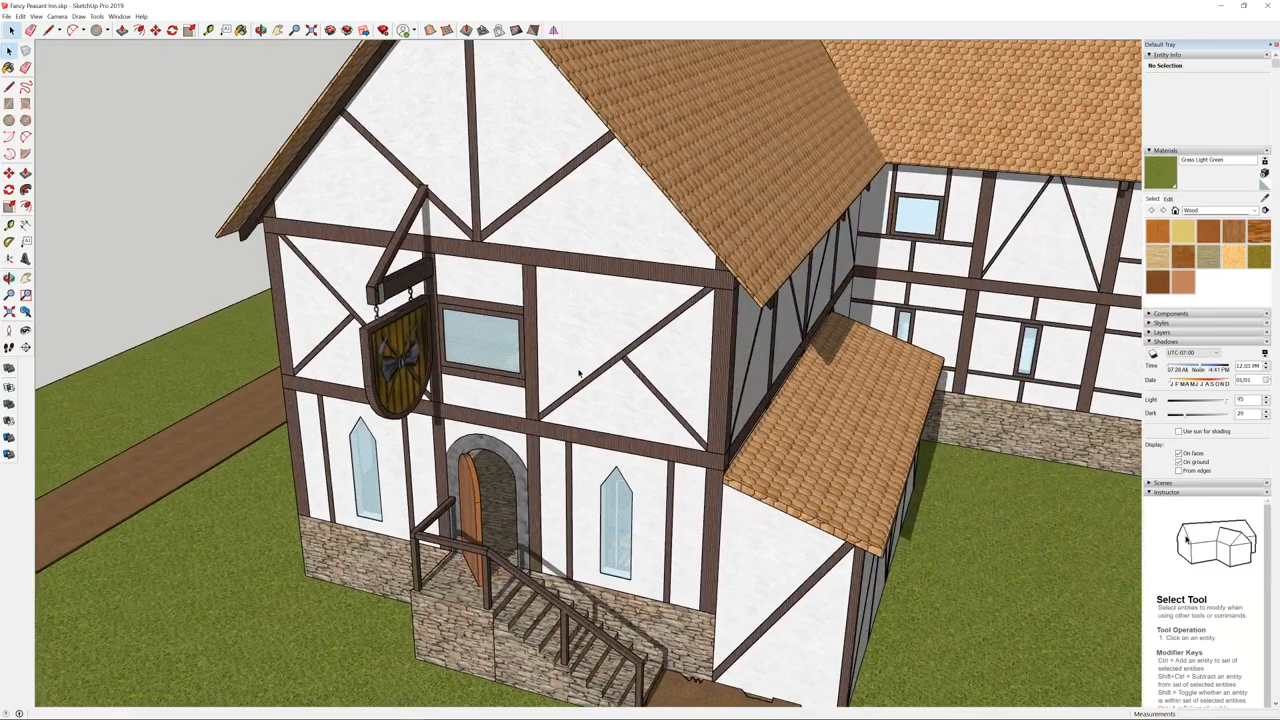 Fancy Peasant Inn.skp - SketchUp Pro 2019
File Edit View Camera Draw Tools Window Help
Default Tray
Entity Info
No Selection
Materials
Grass Light Green
Select Edit
Wood
Components
Styles
Layers
Shadows
UTC-07:00
Time
07:28 AM Noon 4:41 PM
12:03 PM
Date
J F M A M J J A S O N D
01/01
Light
95
Dark
29
Use sun for shading
Display:
On faces
On ground
From edges
Scenes
Instructor
Select Tool
Select entities to modify when
using other tools or commands.
Tool Operation
1. Click on an entity.
Modifier Keys
Ctrl = Add an entity to set of
selected entities
Shift+Ctrl = Subtract an entity
from set of selected entities
Shift = Toggle whether an entity
is within set of selected entities
Measurements